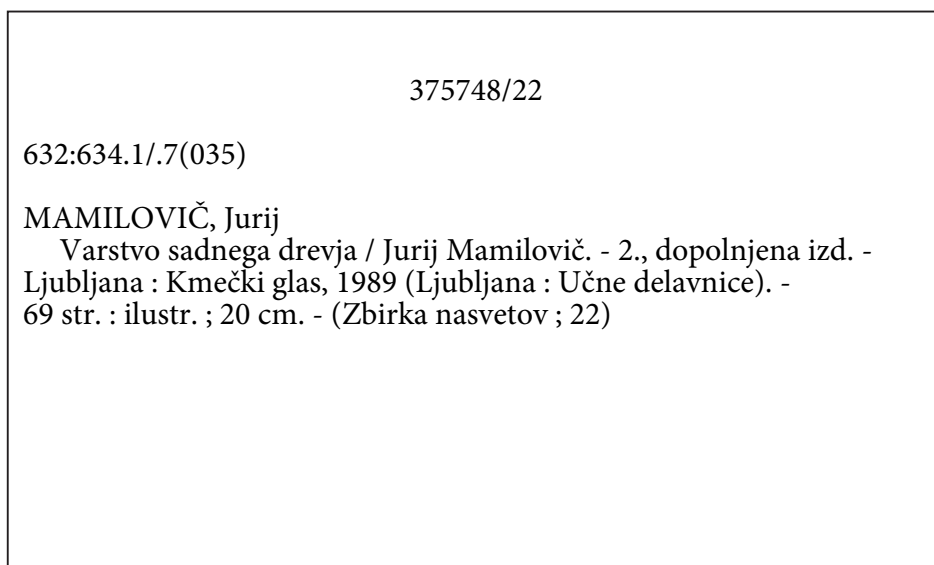 375748/22
632:634.1/.7(035)
MAMILOVIČ, Jurij
Varstvo sadnega drevja / Jurij Mamilovič. - 2., dopolnjena izd. -
Ljubljana : Kmečki glas, 1989 (Ljubljana : Učne delavnice). -
69 str. : ilustr. ; 20 cm. - (Zbirka nasvetov ; 22)